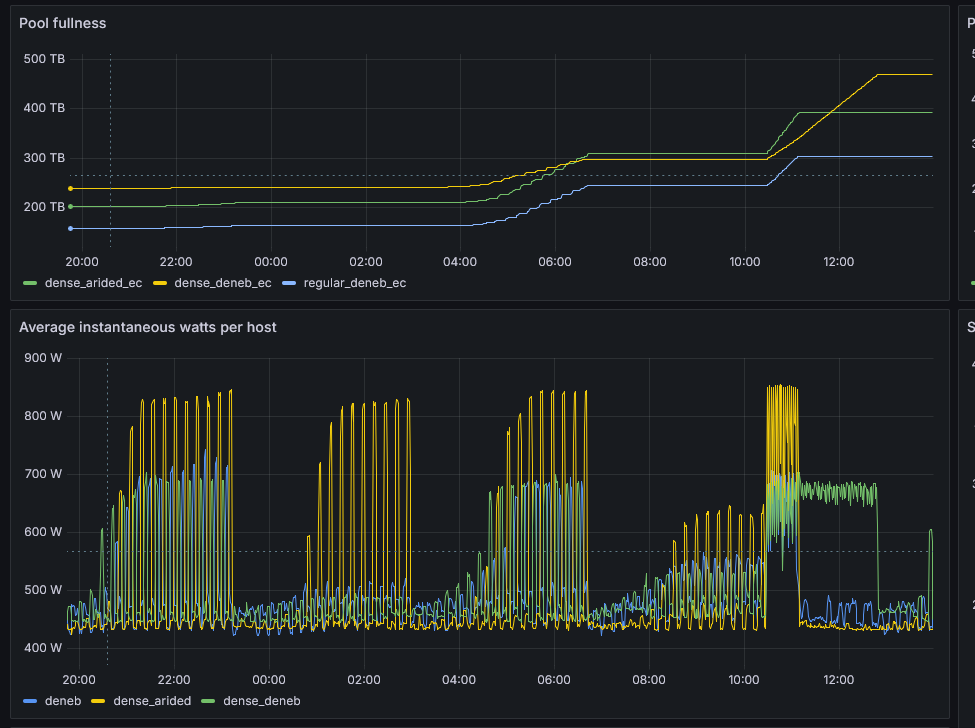 Pool fullness
500 TB
400 TB
300 TB
200 TB
20:00 22:00 00:00 02:00 04:00 06:00 08:00 10:00 12:00
dense_arided_ec dense_deneb_ec regular_deneb_ec
Average instantaneous watts per host
900 W
800 W
700 W
600 W
500 W
400 W
20:00 22:00 00:00 02:00 04:00 06:00 08:00 10:00 12:00
deneb dense_arided dense_deneb